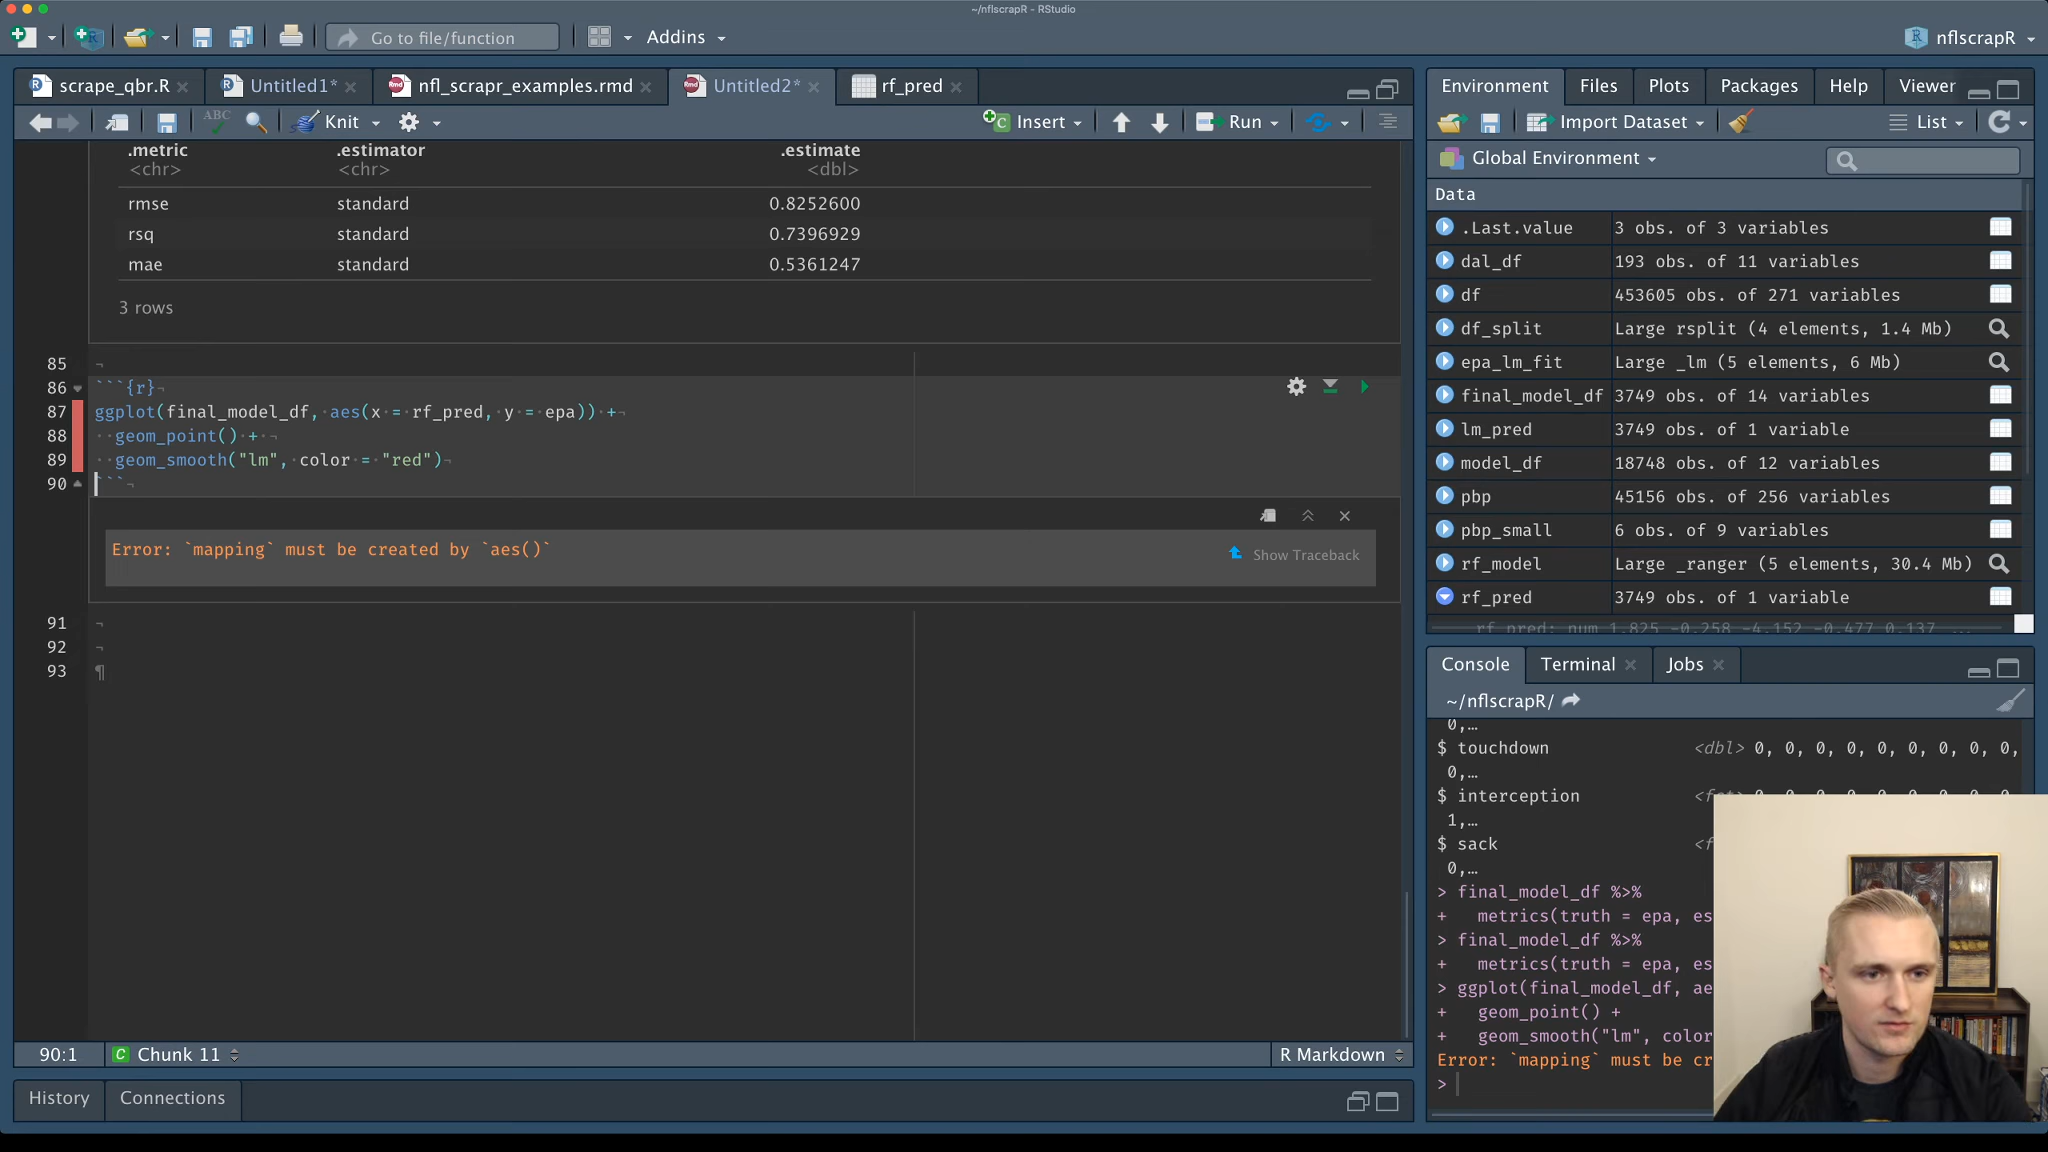 ~/nflscrapR - RStudio
Go to file/function
Addins
nflscrapR
scrape_qbr.R
Untitled1*
nfl_scrapr_examples.rmd
Untitled2*
rf_pred
ABC
Knit
Insert
Run
.metric .estimator .estimate
<chr> <chr> <dbl>
rmse standard 0.8252600
rsq standard 0.7396929
mae standard 0.5361247
3 rows
85
86 ```{r}
87 ggplot(final_model_df, aes(x = rf_pred, y = epa)) +
88 geom_point() +
89 geom_smooth("lm", color = "red")
90 ```
Error: `mapping` must be created by `aes()`
Show Traceback
91
92
93
90:1 Chunk 11 R Markdown
History Connections
Environment Files Plots Packages Help Viewer
Import Dataset List
Global Environment
Data
.Last.value 3 obs. of 3 variables
dal_df 193 obs. of 11 variables
df 453605 obs. of 271 variables
df_split Large rsplit (4 elements, 1.4 Mb)
epa_lm_fit Large _lm (5 elements, 6 Mb)
final_model_df 3749 obs. of 14 variables
lm_pred 3749 obs. of 1 variable
model_df 18748 obs. of 12 variables
pbp 45156 obs. of 256 variables
pbp_small 6 obs. of 9 variables
rf_model Large _ranger (5 elements, 30.4 Mb)
rf_pred 3749 obs. of 1 variable
rf_pred: num 1.825 -0.258 -4.152 -0.477 0.137 ...
Console Terminal Jobs
~/nflscrapR/
0,…
$ touchdown <dbl> 0, 0, 0, 0, 0, 0, 0, 0,
0,…
$ interception
1,…
$ sack
0,…
> final_model_df %>%
+ metrics(truth = epa, es
> final_model_df %>%
+ metrics(truth = epa, es
> ggplot(final_model_df, ae
+ geom_point() +
+ geom_smooth("lm", color
Error: `mapping` must be cr
>